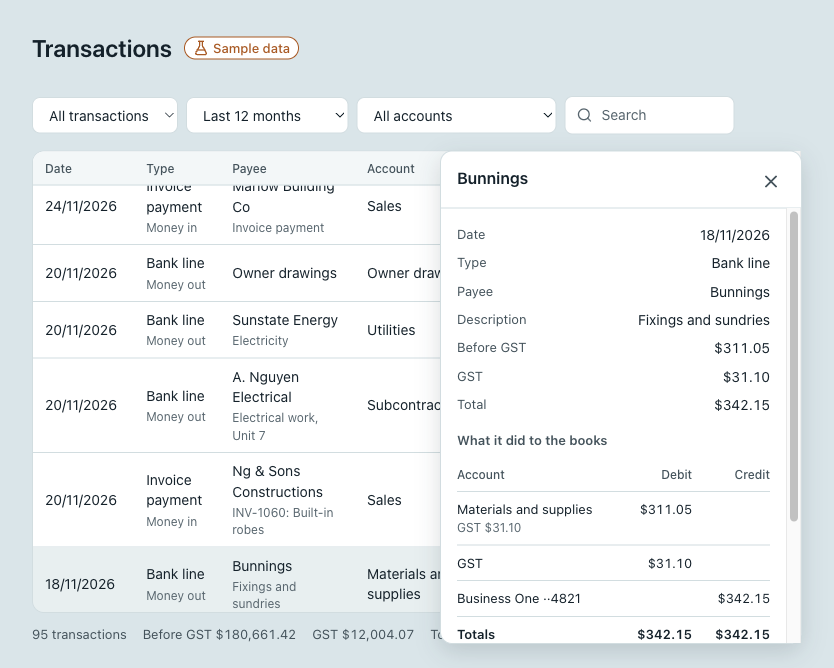 Transactions
Sample data
All transactions
Last 12 months
All accounts
Search
Date Type Payee Account
24/11/2026
Invoice
payment
Money in
Marlow Building
Co
Invoice payment
Sales
20/11/2026
Bank line
Money out
Owner drawings
Owner draw
20/11/2026
Bank line
Money out
Sunstate Energy
Electricity
Utilities
20/11/2026
Bank line
Money out
A. Nguyen
Electrical
Electrical work,
Unit 7
Subcontrac
20/11/2026
Invoice
payment
Money in
Ng & Sons
Constructions
INV-1060: Built-in
robes
Sales
18/11/2026
Bank line
Money out
Bunnings
Fixings and
sundries
Materials an
supplies
95 transactions Before GST $180,661.42 GST $12,004.07
Bunnings
Date 18/11/2026
Type Bank line
Payee Bunnings
Description Fixings and sundries
Before GST $311.05
GST $31.10
Total $342.15
What it did to the books
Account Debit Credit
Materials and supplies $311.05
GST $31.10
GST $31.10
Business One ··4821 $342.15
Totals $342.15 $342.15